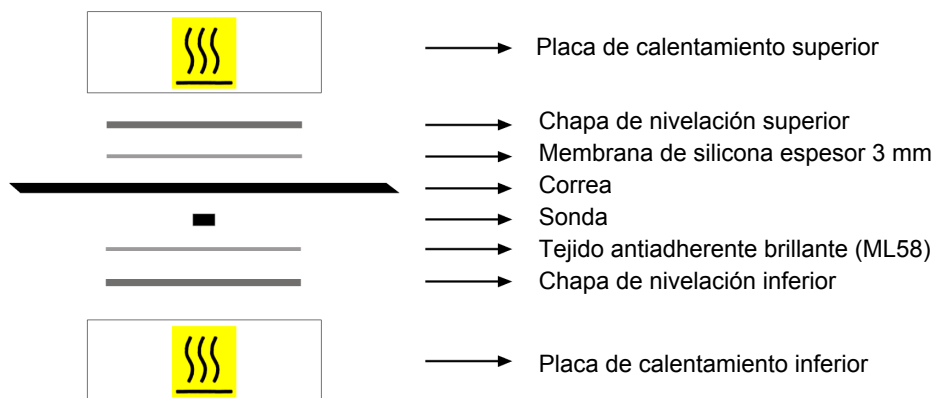 Placa de calentamiento superior
Chapa de nivelación superior
Membrana de silicona espesor 3 mm
Correa
Sonda
Tejido antiadherente brillante (ML58)
Chapa de nivelación inferior
Placa de calentamiento inferior